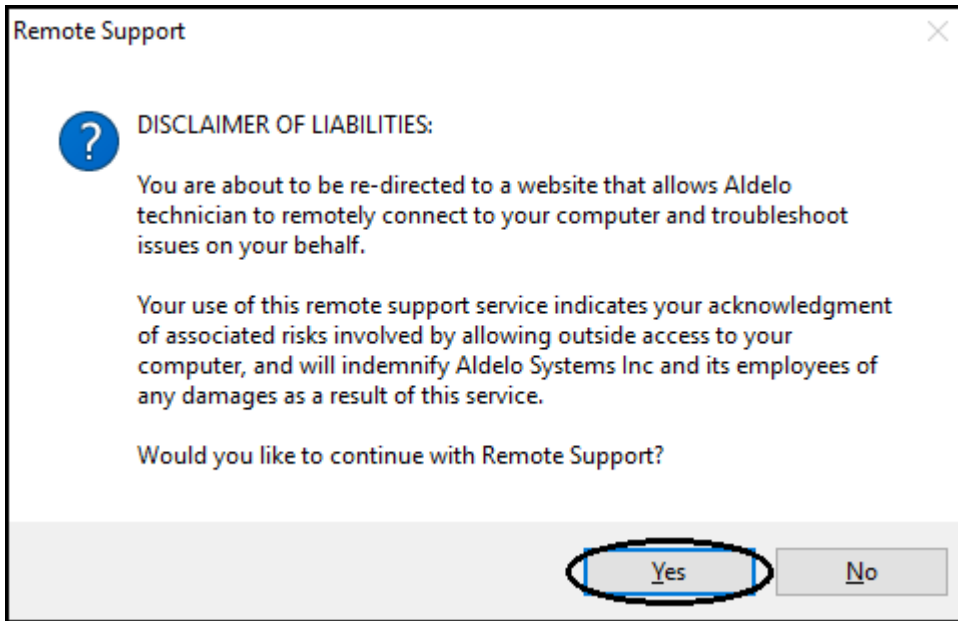 Remote Support
?
DISCLAIMER OF LIABILITIES:
You are about to be re-directed to a website that allows Aldelo
technician to remotely connect to your computer and troubleshoot
issues on your behalf.
Your use of this remote support service indicates your acknowledgment
of associated risks involved by allowing outside access to your
computer, and will indemnify Aldelo Systems Inc and its employees of
any damages as a result of this service.
Would you like to continue with Remote Support?
Yes
No